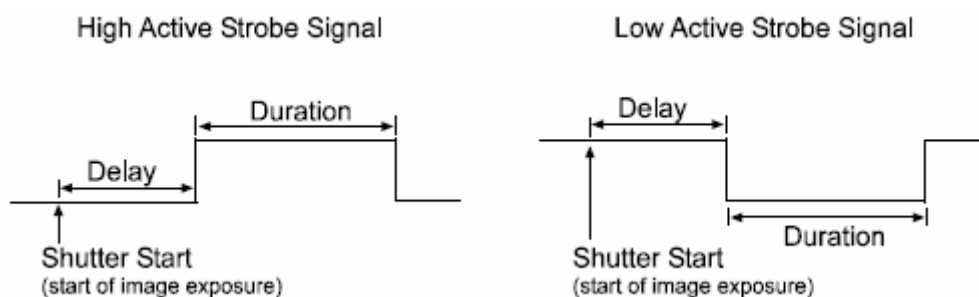 High Active Strobe Signal
Duration
Delay
Shutter Start
(start of image exposure)
Low Active Strobe Signal
Delay
Duration
Shutter Start
(start of image exposure)